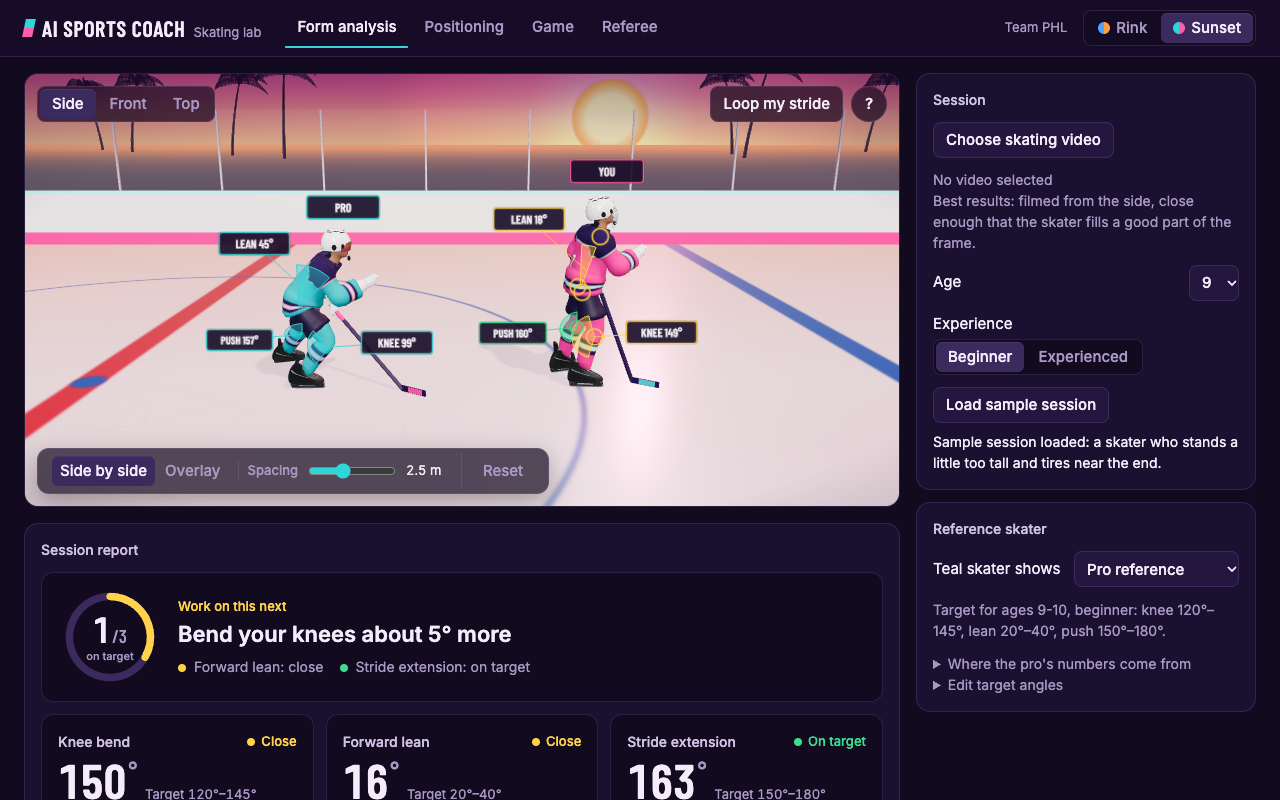 AI SPORTS COACH Skating lab Form analysis Positioning Game Referee Team PHL Rink Sunset
Side Front Top Loop my stride ?
YOU
PRO
LEAN 18°
LEAN 45°
PUSH 157°
KNEE 99°
PUSH 160°
KNEE 149°
Side by side Overlay Spacing 2.5 m Reset
Session report
1/3
on target
Work on this next
Bend your knees about 5° more
Forward lean: close Stride extension: on target
Knee bend Close
150° Target 120°–145°
Forward lean Close
16° Target 20°–40°
Stride extension On target
163° Target 150°–180°
Session
Choose skating video
No video selected
Best results: filmed from the side, close
enough that the skater fills a good part of the
frame.
Age 9
Experience
Beginner Experienced
Load sample session
Sample session loaded: a skater who stands a
little too tall and tires near the end.
Reference skater
Teal skater shows Pro reference
Target for ages 9-10, beginner: knee 120°–
145°, lean 20°–40°, push 150°–180°.
Where the pro's numbers come from
Edit target angles